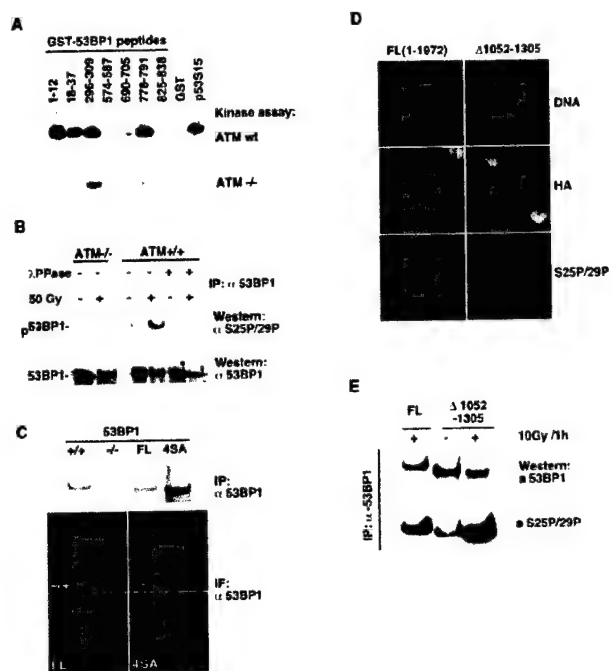 A
GST-53BP1 peptides
1-12
18-37
296-309
574-587
690-705
778-791
825-838
GST
p53S15
Kinase assay:
ATM wt
ATM -/-
B
ATM-/- ATM+/+
λPPase - - - - + +
IP: α 53BP1
50 Gy - + - + - +
p53BP1-
Western:
α S25P/29P
53BP1-
Western:
α 53BP1
C
53BP1
+/+ -/- FL 4SA
IP:
α 53BP1
IF:
α 53BP1
FL 4SA
D
FL(1-1972) Δ1052-1305
DNA
HA
S25P/29P
E
FL Δ 1052
-1305
+ - + 10Gy /1h
IP: α-53BP1
Western:
α 53BP1
α S25P/29P